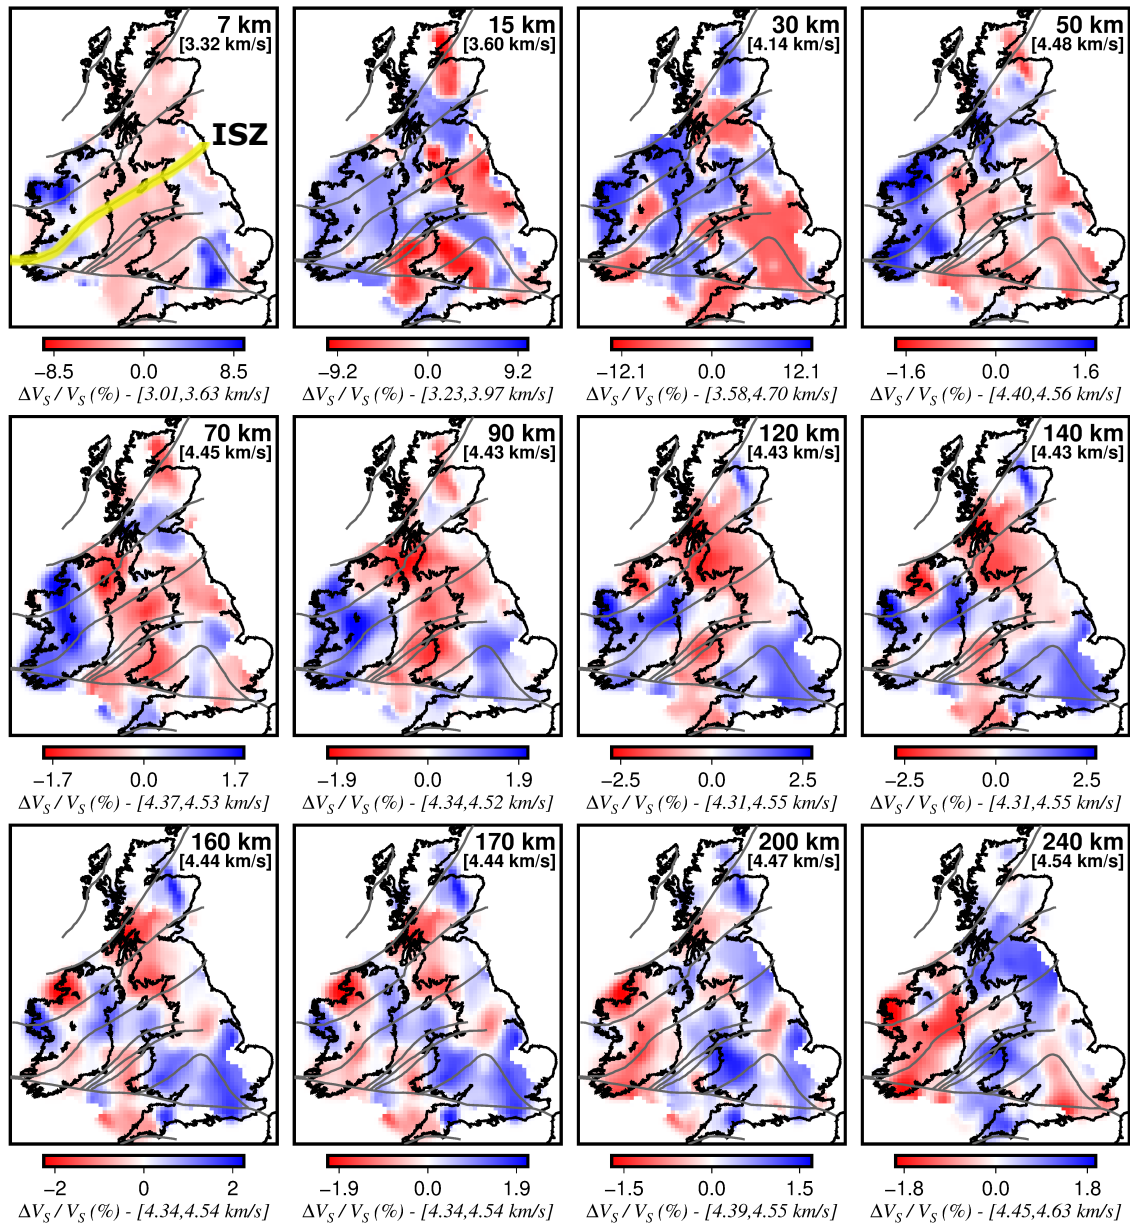 7 km
[3.32 km/s]
ISZ
−8.5 0.0 8.5
ΔVS / VS (%) - [3.01,3.63 km/s]
15 km
[3.60 km/s]
−9.2 0.0 9.2
ΔVS / VS (%) - [3.23,3.97 km/s]
30 km
[4.14 km/s]
−12.1 0.0 12.1
ΔVS / VS (%) - [3.58,4.70 km/s]
50 km
[4.48 km/s]
−1.6 0.0 1.6
ΔVS / VS (%) - [4.40,4.56 km/s]
70 km
[4.45 km/s]
−1.7 0.0 1.7
ΔVS / VS (%) - [4.37,4.53 km/s]
90 km
[4.43 km/s]
−1.9 0.0 1.9
ΔVS / VS (%) - [4.34,4.52 km/s]
120 km
[4.43 km/s]
−2.5 0.0 2.5
ΔVS / VS (%) - [4.31,4.55 km/s]
140 km
[4.43 km/s]
−2.5 0.0 2.5
ΔVS / VS (%) - [4.31,4.55 km/s]
160 km
[4.44 km/s]
−2 0 2
ΔVS / VS (%) - [4.34,4.54 km/s]
170 km
[4.44 km/s]
−1.9 0.0 1.9
ΔVS / VS (%) - [4.34,4.54 km/s]
200 km
[4.47 km/s]
−1.5 0.0 1.5
ΔVS / VS (%) - [4.39,4.55 km/s]
240 km
[4.54 km/s]
−1.8 0.0 1.8
ΔVS / VS (%) - [4.45,4.63 km/s]